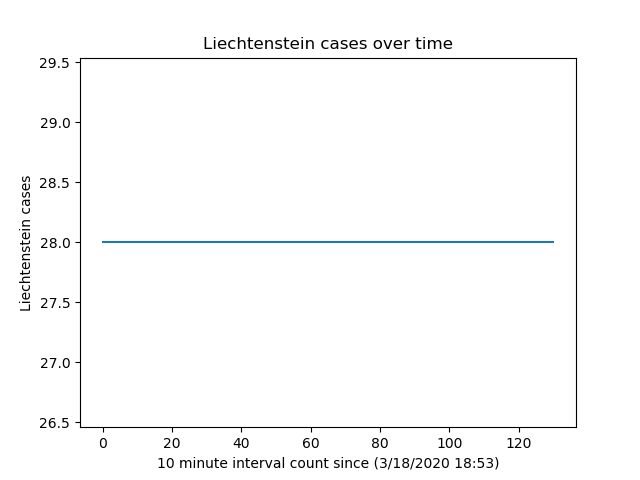 Liechtenstein cases over time
29.5
29.0
28.5
28.0
27.5
27.0
26.5
Liechtenstein cases
0 20 40 60 80 100 120
10 minute interval count since (3/18/2020 18:53)